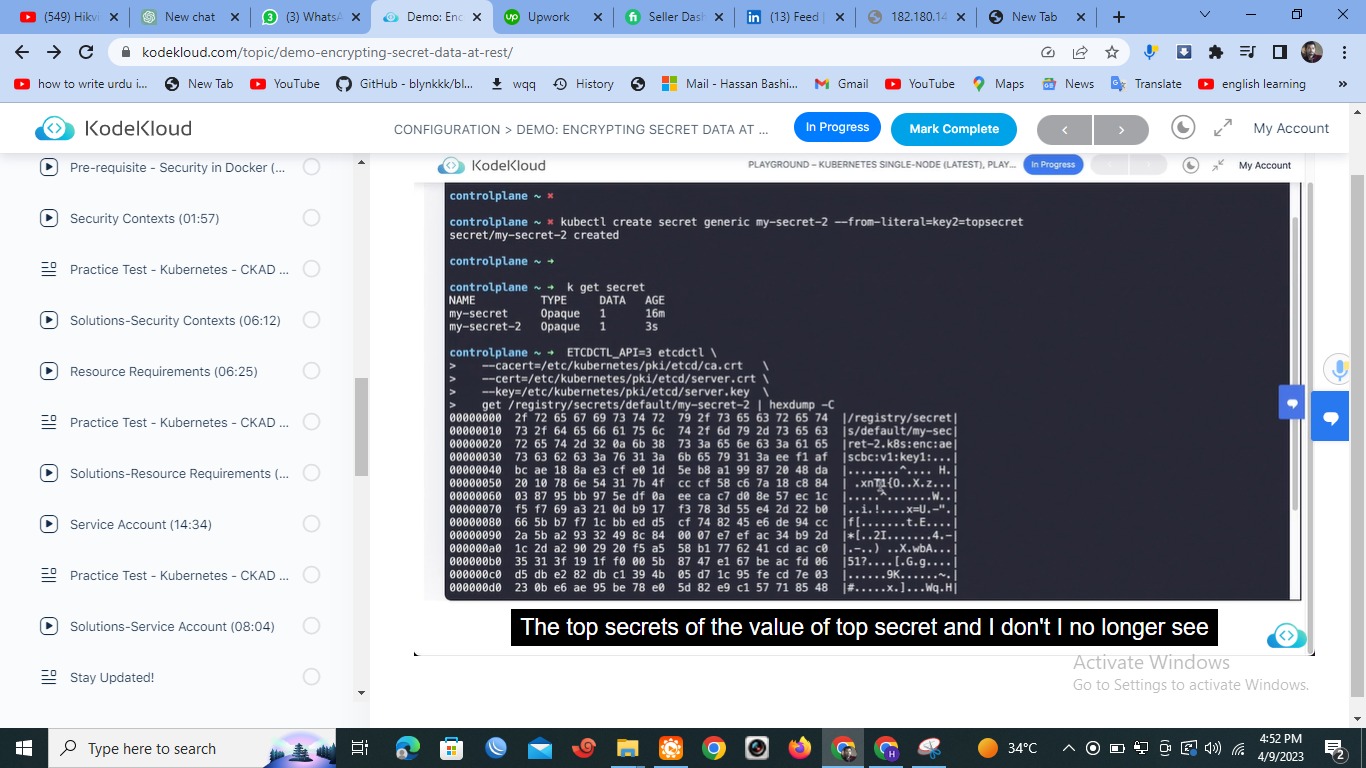 (549) Hikv
New chat
(3) WhatsA
Demo: Enc
Upwork
Seller Dash
(13) Feed |
182.180.14
New Tab
kodekloud.com/topic/demo-encrypting-secret-data-at-rest/
how to write urdu i...
New Tab
YouTube
GitHub - blynkkk/bl...
wqq
History
Mail - Hassan Bashi...
Gmail
YouTube
Maps
News
Translate
english learning
»
KodeKloud
CONFIGURATION > DEMO: ENCRYPTING SECRET DATA AT ...
In Progress
Mark Complete
My Account
Pre-requisite - Security in Docker (...
Security Contexts (01:57)
Practice Test - Kubernetes - CKAD ...
Solutions-Security Contexts (06:12)
Resource Requirements (06:25)
Practice Test - Kubernetes - CKAD ...
Solutions-Resource Requirements (...
Service Account (14:34)
Practice Test - Kubernetes - CKAD ...
Solutions-Service Account (08:04)
Stay Updated!
KodeKloud
PLAYGROUND – KUBERNETES SINGLE-NODE (LATEST), PLAY...
In Progress
My Account
controlplane ~ ✖
controlplane ~ ✖ kubectl create secret generic my-secret-2 --from-literal=key2=topsecret
secret/my-secret-2 created
controlplane ~ ➜
controlplane ~ ➜ k get secret
NAME TYPE DATA AGE
my-secret Opaque 1 16m
my-secret-2 Opaque 1 3s
controlplane ~ ➜ ETCDCTL_API=3 etcdctl \
> --cacert=/etc/kubernetes/pki/etcd/ca.crt \
> --cert=/etc/kubernetes/pki/etcd/server.crt \
> --key=/etc/kubernetes/pki/etcd/server.key \
> get /registry/secrets/default/my-secret-2 | hexdump -C
00000000 2f 72 65 67 69 73 74 72 79 2f 73 65 63 72 65 74 |/registry/secret|
00000010 73 2f 64 65 66 61 75 6c 74 2f 6d 79 2d 73 65 63 |s/default/my-sec|
00000020 72 65 74 2d 32 0a 6b 38 73 3a 65 6e 63 3a 61 65 |ret-2.k8s:enc:ae|
00000030 73 63 62 63 3a 76 31 3a 6b 65 79 31 3a ee f1 af |scbc:v1:key1:...|
00000040 bc ae 18 8a e3 cf e0 1d 5e b8 a1 99 87 20 48 da |........^.... H.|
00000050 20 10 78 6e 54 31 7b 4f cc cf 58 c6 7a 18 c8 84 | .xnT1{O..X.z...|
00000060 03 87 95 bb 97 5e df 0a ee ca c7 d0 8e 57 ec 1c |.....^.......W..|
00000070 f5 f7 69 a3 21 0d b9 17 f3 78 3d 55 e4 2d 22 b0 |..i.!....x=U.-".|
00000080 66 5b b7 f7 1c bb ed d5 cf 74 82 45 e6 de 94 cc |f[.......t.E....|
00000090 2a 5b a2 93 32 49 8c 84 00 07 e7 ef ac 34 b9 2d |*[..2I.......4.-|
000000a0 1c 2d a2 90 29 20 f5 a5 58 b1 77 62 41 cd ac c0 |.-..) ..X.wbA...|
000000b0 35 31 3f 19 1f f0 00 5b 87 47 e1 67 be ac fd 06 |51?....[.G.g....|
000000c0 d5 db e2 82 db c1 39 4b 05 d7 1c 95 fe cd 7e 03 |......9K......~.|
000000d0 23 0b e6 ae 95 be 78 e0 5d 82 e9 c1 57 71 85 48 |#.....x.]...Wq.H|
The top secrets of the value of top secret and I don't I no longer see
Activate Windows
Go to Settings to activate Windows.
Type here to search
34°C
4:52 PM
4/9/2023
2